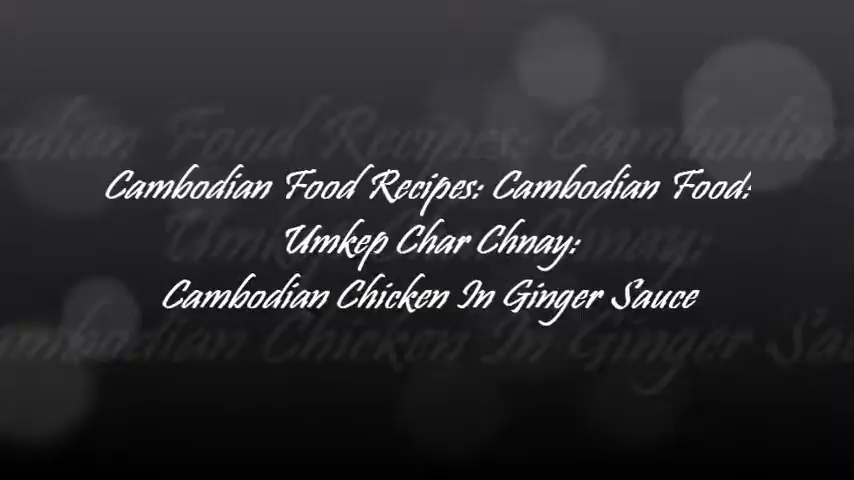 Cambodian Food Recipes: Cambodian Food:
Umkep Char Chnay:
Cambodian Chicken In Ginger Sauce